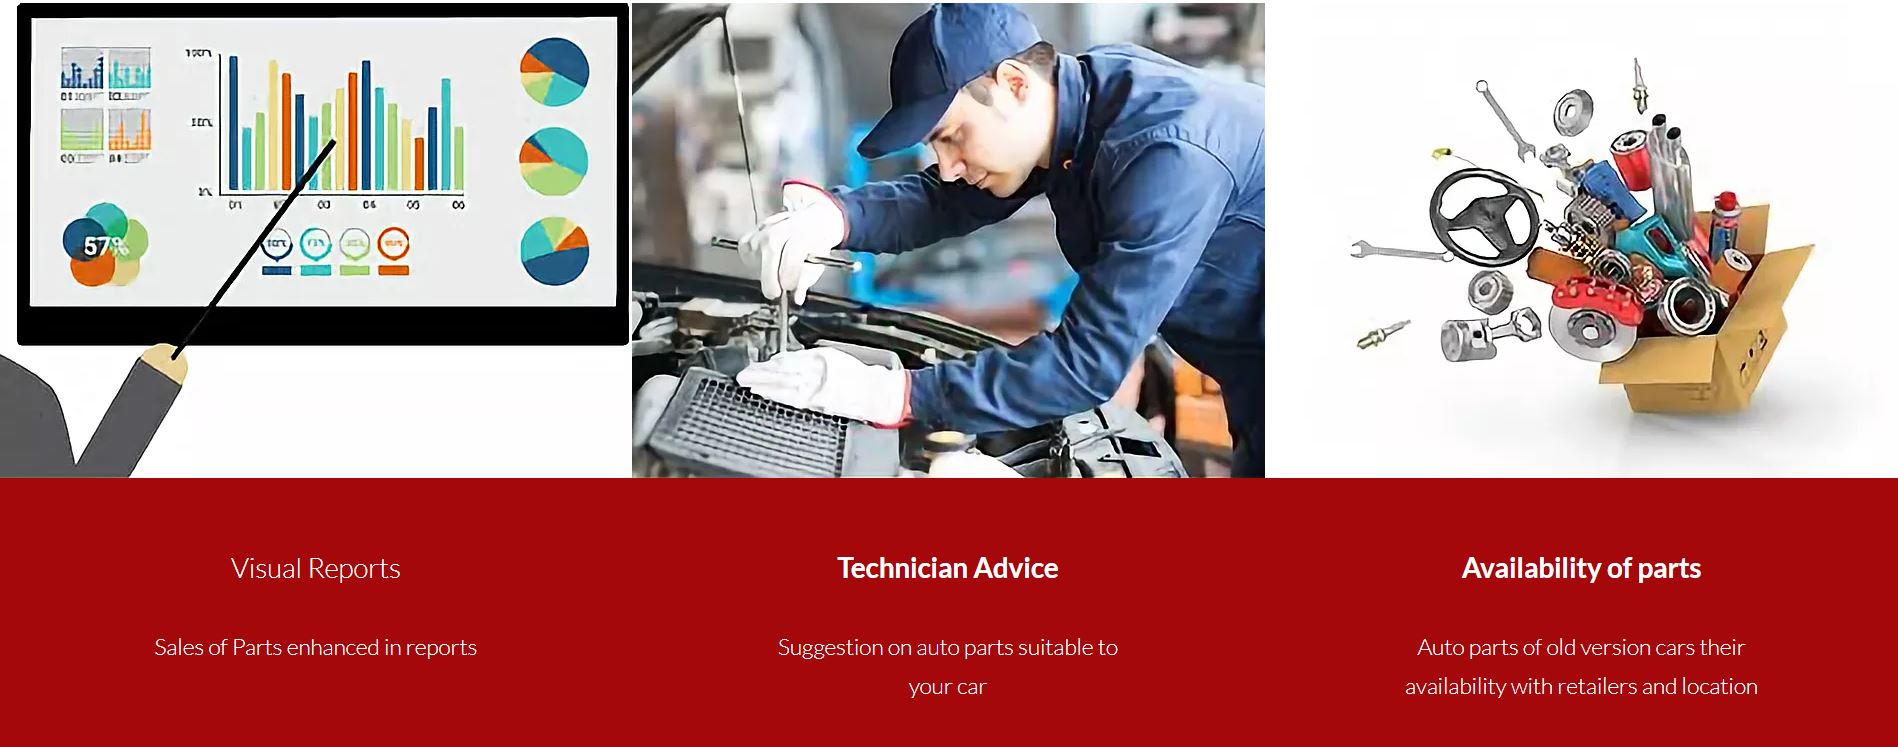 57%
Visual Reports
Technician Advice
Availability of parts
Sales of Parts enhanced in reports
Suggestion on auto parts suitable to
your car
Auto parts of old version cars their
availability with retailers and location